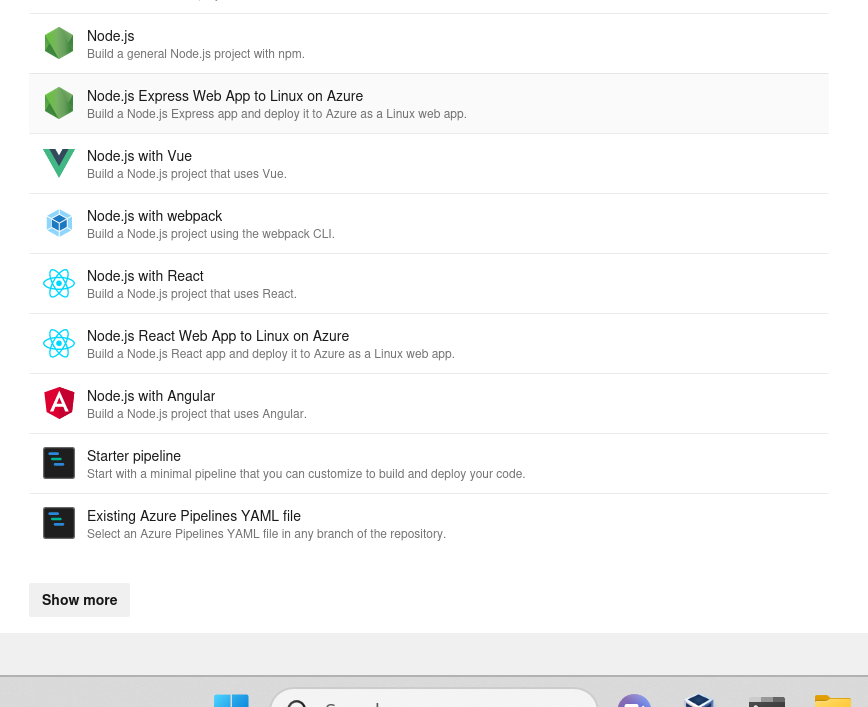 Node.js
Build a general Node.js project with npm.
Node.js Express Web App to Linux on Azure
Build a Node.js Express app and deploy it to Azure as a Linux web app.
Node.js with Vue
Build a Node.js project that uses Vue.
Node.js with webpack
Build a Node.js project using the webpack CLI.
Node.js with React
Build a Node.js project that uses React.
Node.js React Web App to Linux on Azure
Build a Node.js React app and deploy it to Azure as a Linux web app.
Node.js with Angular
Build a Node.js project that uses Angular.
Starter pipeline
Start with a minimal pipeline that you can customize to build and deploy your code.
Existing Azure Pipelines YAML file
Select an Azure Pipelines YAML file in any branch of the repository.
Show more